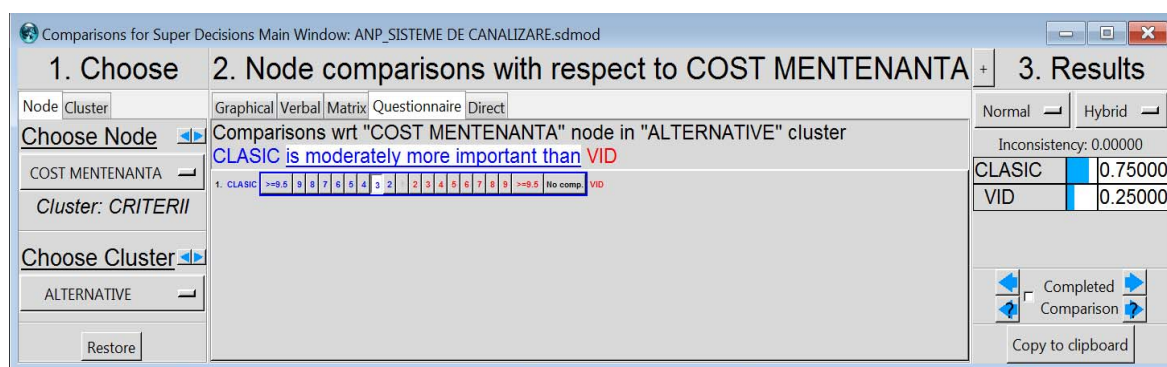 Comparisons for Super Decisions Main Window: ANP_SISTEME DE CANALIZARE.sdmod
1. Choose
2. Node comparisons with respect to COST MENTENANTA
+
3. Results
Node Cluster
Graphical Verbal Matrix Questionnaire Direct
Normal Hybrid
Choose Node
Comparisons wrt "COST MENTENANTA" node in "ALTERNATIVE" cluster
Inconsistency: 0.00000
CLASIC is moderately more important than VID
CLASIC 0.75000
COST MENTENANTA
1. CLASIC >=9.5 9 8 7 6 5 4 3 2 2 3 4 5 6 7 8 9 >=9.5 No comp. VID
VID 0.25000
Cluster: CRITERII
Choose Cluster
ALTERNATIVE
Completed
Comparison
Restore
Copy to clipboard